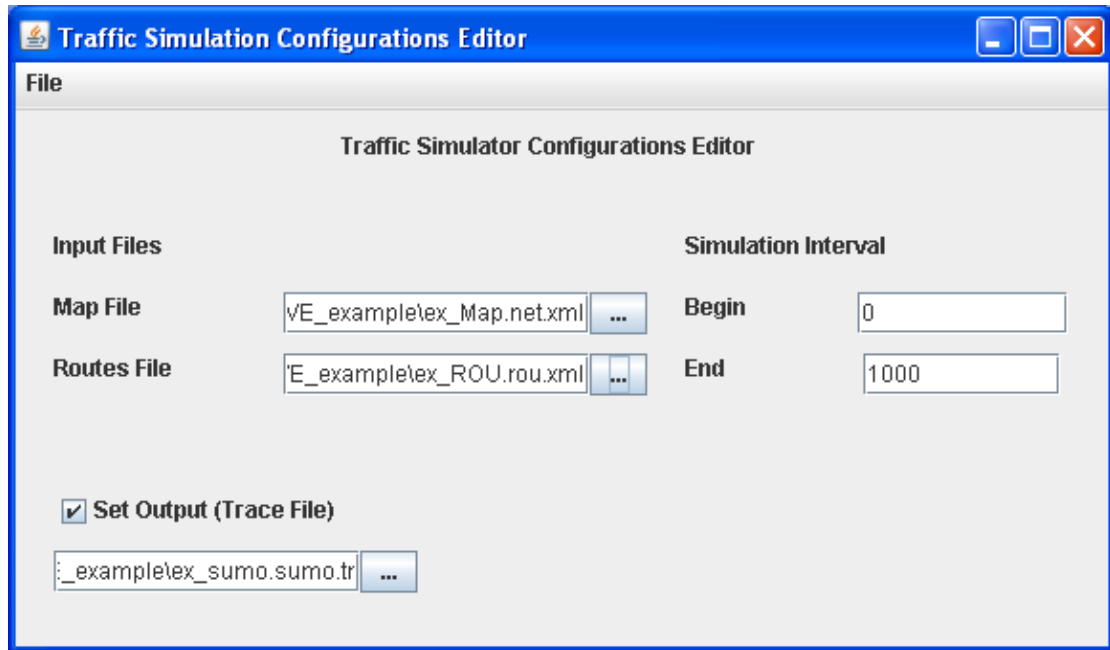 Traffic Simulation Configurations Editor
File
Traffic Simulator Configurations Editor
Input Files Simulation Interval
Map File VE_example\ex_Map.net.xml ... Begin 0
Routes File E_example\ex_ROU.rou.xml ... End 1000
Set Output (Trace File)
_example\ex_sumo.sumo.tr ...